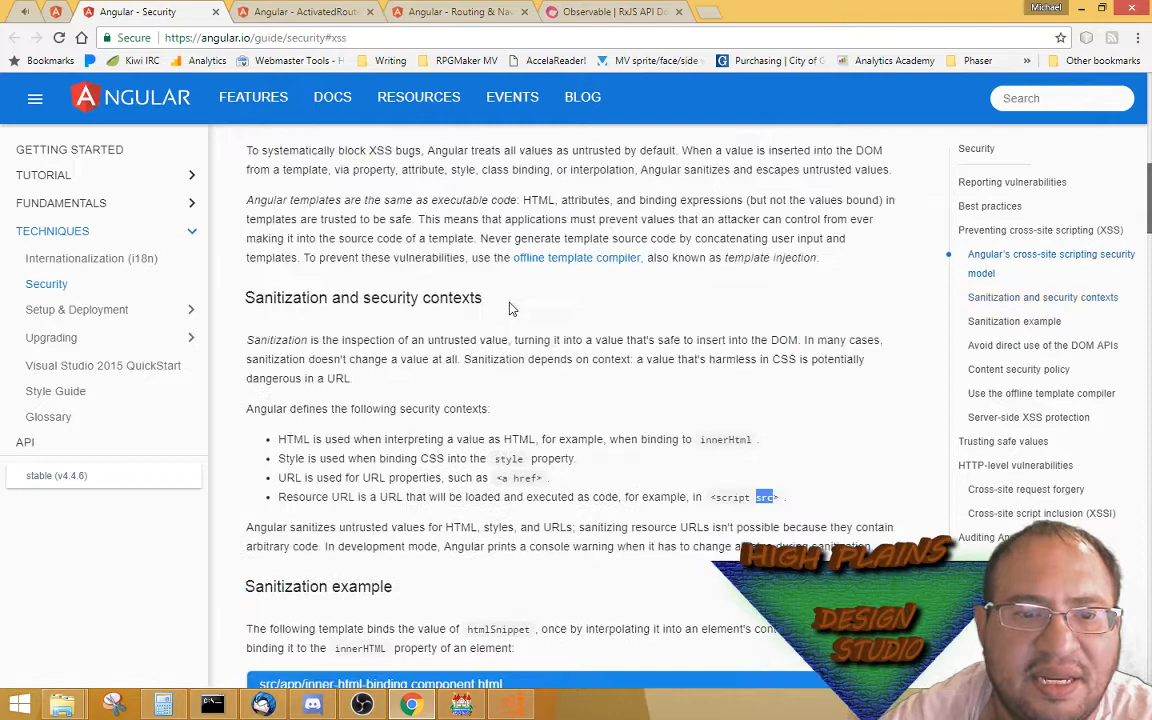 Michael
Angular - Security
Angular - ActivatedRoute
Angular - Routing & Na
Observable | RxJS API Do
Secure
https://angular.io/guide/security#xss
Bookmarks
Kiwi IRC
Analytics
Webmaster Tools - H
Writing
RPGMaker MV
AccelaReader!
MV sprite/face/side
Purchasing | City of G
Analytics Academy
Phaser
»
Other bookmarks
ANGULAR
FEATURES
DOCS
RESOURCES
EVENTS
BLOG
Search
GETTING STARTED
TUTORIAL
FUNDAMENTALS
TECHNIQUES
Internationalization (i18n)
Security
Setup & Deployment
Upgrading
Visual Studio 2015 QuickStart
Style Guide
Glossary
API
stable (v4.4.6)
To systematically block XSS bugs, Angular treats all values as untrusted by default. When a value is inserted into the DOM
from a template, via property, attribute, style, class binding, or interpolation, Angular sanitizes and escapes untrusted values.
Angular templates are the same as executable code: HTML, attributes, and binding expressions (but not the values bound) in
templates are trusted to be safe. This means that applications must prevent values that an attacker can control from ever
making it into the source code of a template. Never generate template source code by concatenating user input and
templates. To prevent these vulnerabilities, use the offline template compiler, also known as template injection.
Sanitization and security contexts
Sanitization is the inspection of an untrusted value, turning it into a value that's safe to insert into the DOM. In many cases,
sanitization doesn't change a value at all. Sanitization depends on context: a value that's harmless in CSS is potentially
dangerous in a URL.
Angular defines the following security contexts:
• HTML is used when interpreting a value as HTML, for example, when binding to innerHtml .
• Style is used when binding CSS into the style property.
• URL is used for URL properties, such as <a href> .
• Resource URL is a URL that will be loaded and executed as code, for example, in <script src> .
Angular sanitizes untrusted values for HTML, styles, and URLs; sanitizing resource URLs isn't possible because they contain
arbitrary code. In development mode, Angular prints a console warning when it has to change a value during sanitization.
Sanitization example
The following template binds the value of htmlSnippet , once by interpolating it into an element's
binding it to the innerHTML property of an element:
src/app/inner-html-binding.component.html
Security
Reporting vulnerabilities
Best practices
Preventing cross-site scripting (XSS)
Angular's cross-site scripting security
model
Sanitization and security contexts
Sanitization example
Avoid direct use of the DOM APIs
Content security policy
Use the offline template compiler
Server-side XSS protection
Trusting safe values
HTTP-level vulnerabilities
Cross-site request forgery
Cross-site script inclusion (XSSI)
Auditing
HIGH PLAINS
DESIGN
STUDIO